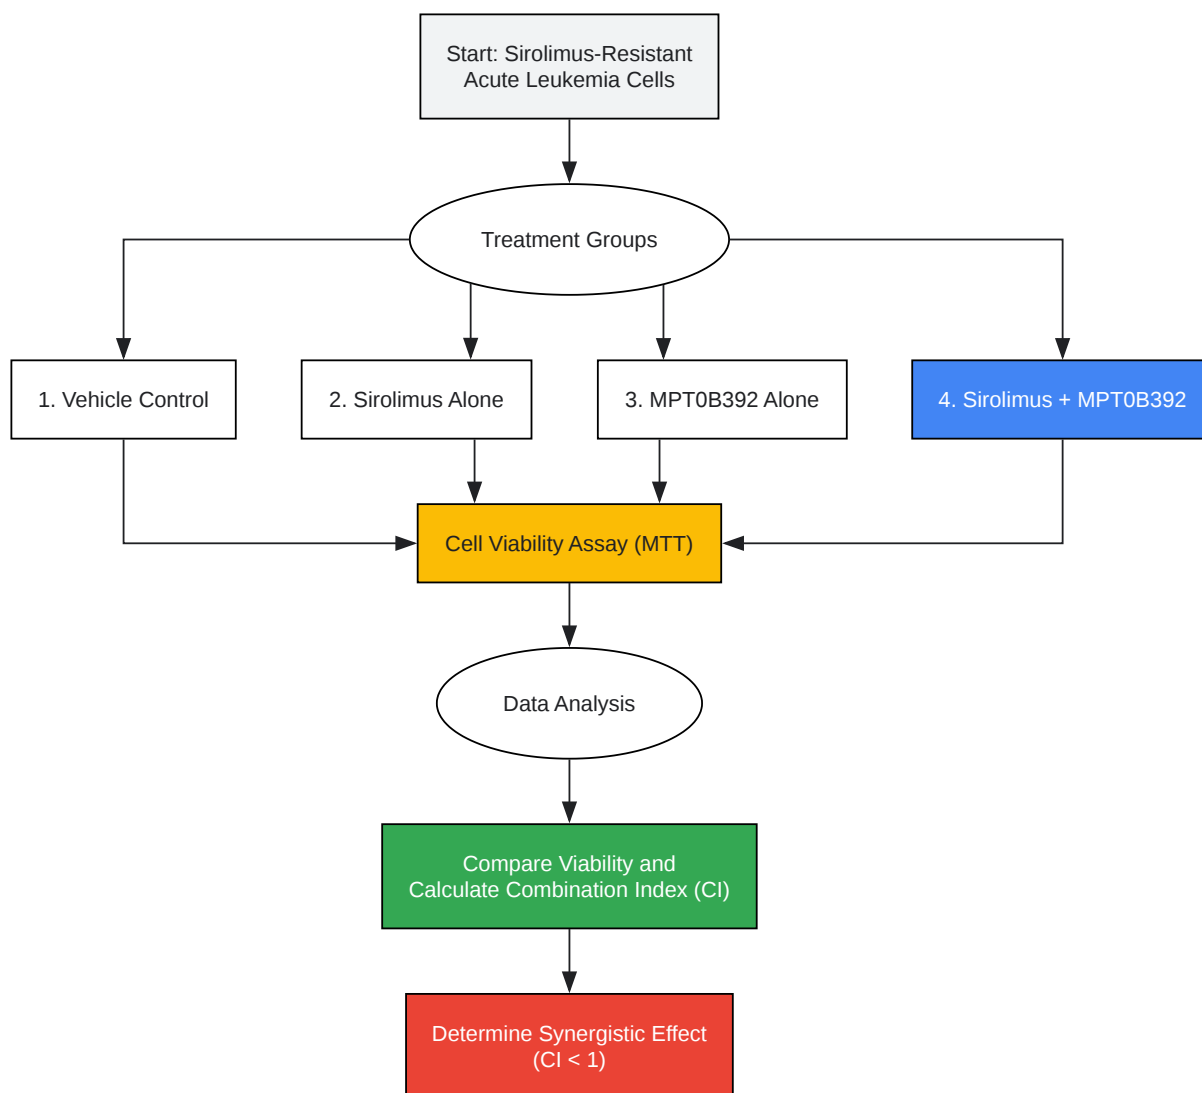 Start: Sirolimus-Resistant
Acute Leukemia Cells
Treatment Groups
1. Vehicle Control
2. Sirolimus Alone
3. MPT0B392 Alone
4. Sirolimus + MPT0B392
Cell Viability Assay (MTT)
Data Analysis
Compare Viability and
Calculate Combination Index (CI)
Determine Synergistic Effect
(CI < 1)